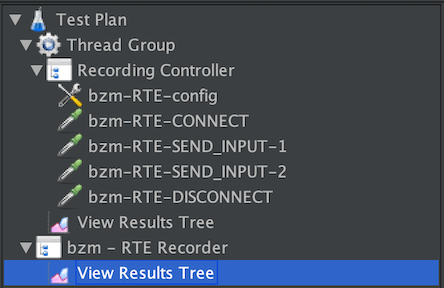 Test Plan
Thread Group
Recording Controller
bzm-RTE-config
bzm-RTE-CONNECT
bzm-RTE-SEND_INPUT-1
bzm-RTE-SEND_INPUT-2
bzm-RTE-DISCONNECT
View Results Tree
bzm - RTE Recorder
View Results Tree